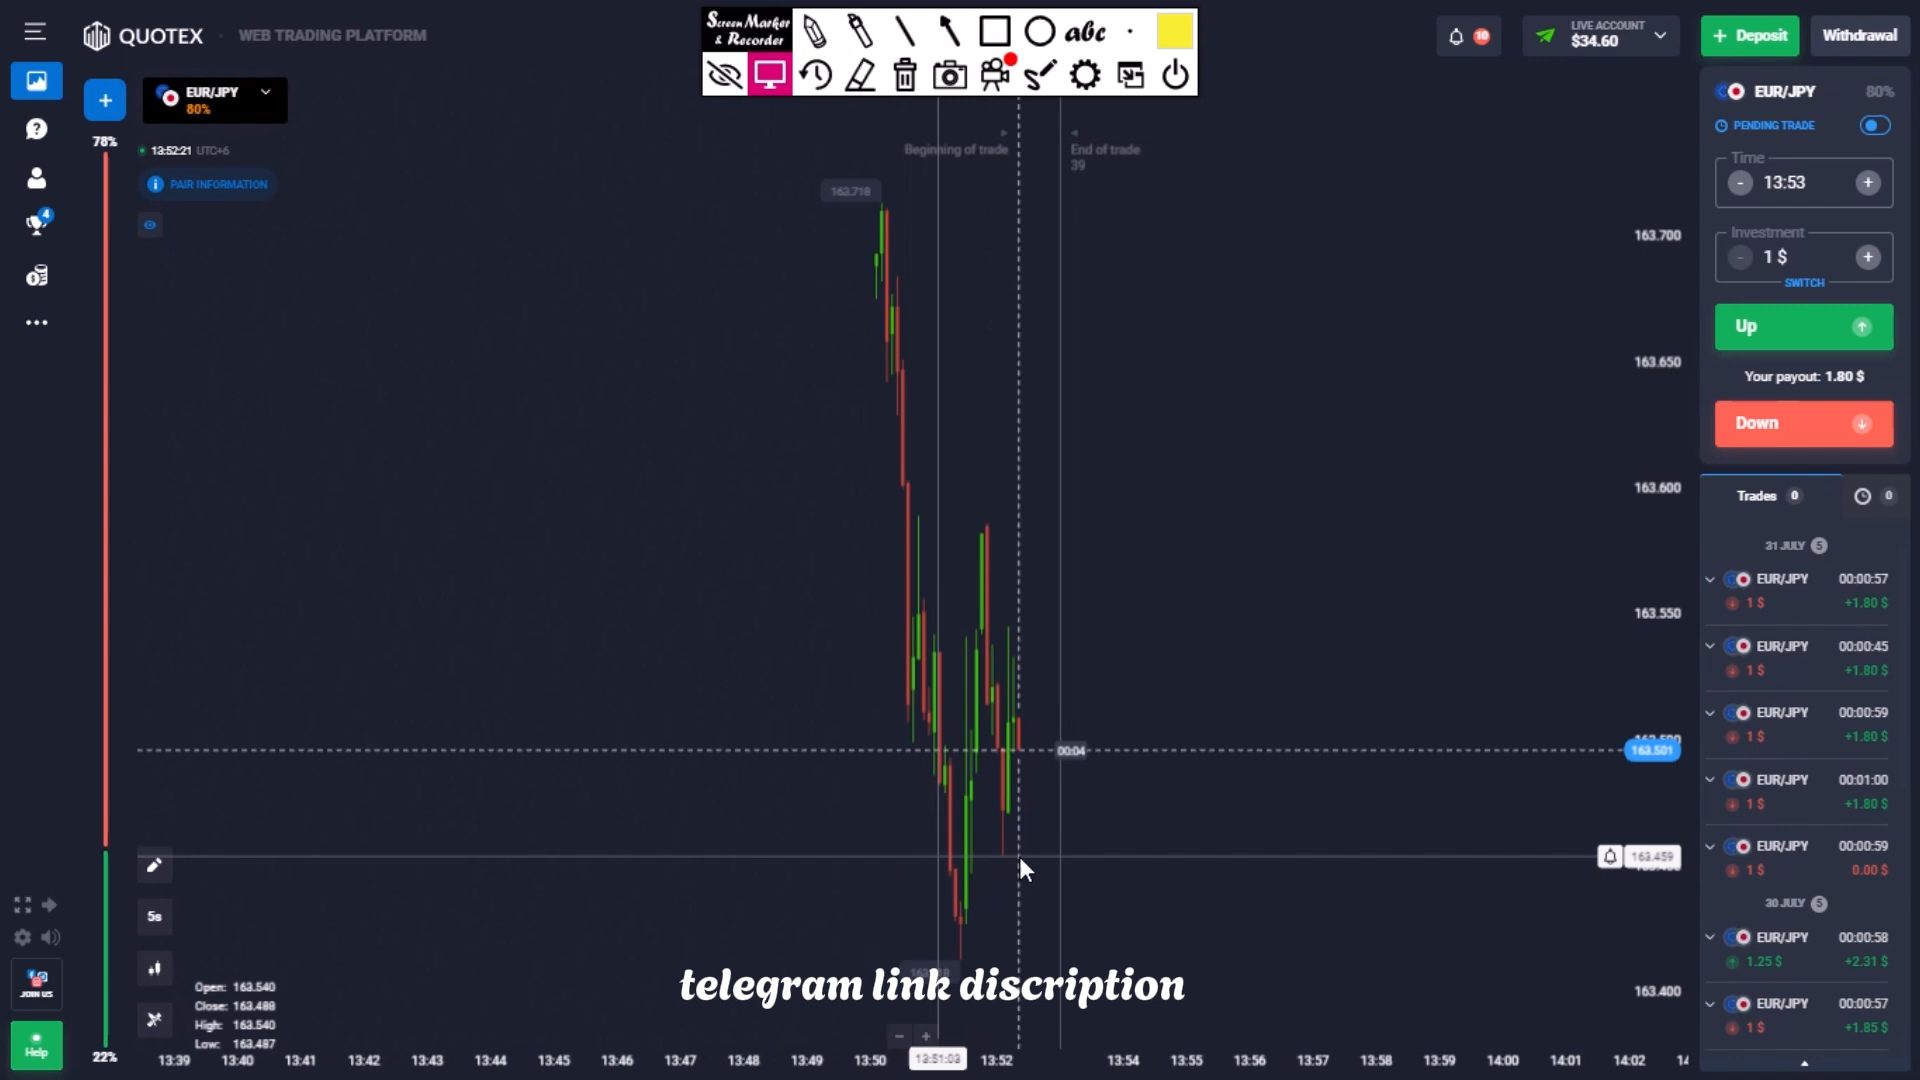 QUOTEX
WEB TRADING PLATFORM
Screen Marker
& Recorder
abc
10
LIVE ACCOUNT
$34.60
+ Deposit
Withdrawal
+
EUR/JPY
80%
78%
13:52:21 UTC+6
i PAIR INFORMATION
Beginning of trade
End of trade
39
163.718
163.700
163.650
163.600
163.550
163.501
163.459
163.400
00:04
EUR/JPY
80%
PENDING TRADE
Time
- 13:53 +
Investment
- 1 $ +
SWITCH
Up
Your payout: 1.80 $
Down
Trades 0
0
31 JULY 5
EUR/JPY 00:00:57
1 $ +1.80 $
EUR/JPY 00:00:45
1 $ +1.80 $
EUR/JPY 00:00:59
1 $ +1.80 $
EUR/JPY 00:01:00
1 $ +1.80 $
EUR/JPY 00:00:59
1 $ 0.00 $
30 JULY 5
EUR/JPY 00:00:58
1.25 $ +2.31 $
EUR/JPY 00:00:57
1 $ +1.85 $
4
JOIN US
Help
22%
5s
Open: 163.540
Close: 163.488
High: 163.540
Low: 163.487
telegram link discription
- +
13:39 13:40 13:41 13:42 13:43 13:44 13:45 13:46 13:47 13:48 13:49 13:50 13:51:03 13:52 13:54 13:55 13:56 13:57 13:58 13:59 14:00 14:01 14:02